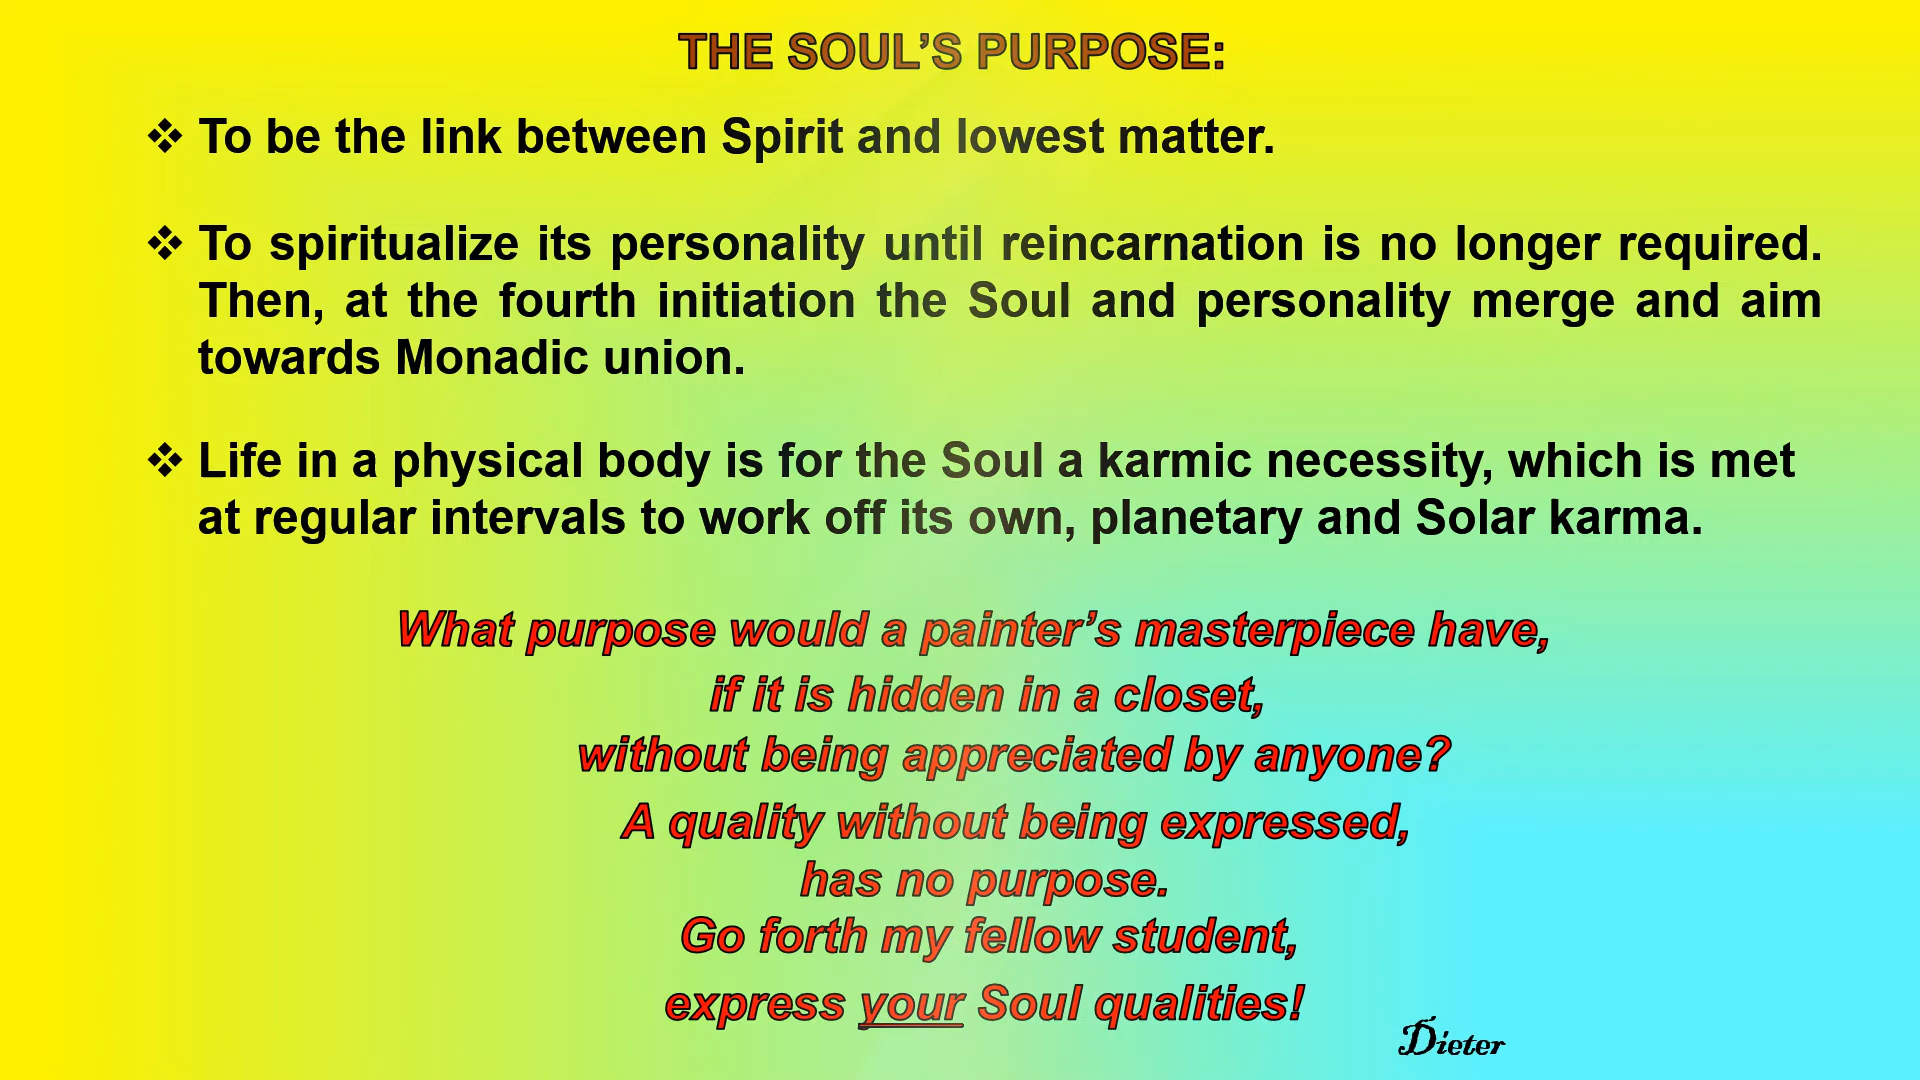 THE SOUL’S PURPOSE:
❖ To be the link between Spirit and lowest matter.
❖ To spiritualize its personality until reincarnation is no longer required.
Then, at the fourth initiation the Soul and personality merge and aim
towards Monadic union.
❖ Life in a physical body is for the Soul a karmic necessity, which is met
at regular intervals to work off its own, planetary and Solar karma.
What purpose would a painter’s masterpiece have,
if it is hidden in a closet,
without being appreciated by anyone?
A quality without being expressed,
has no purpose.
Go forth my fellow student,
express your Soul qualities!
Dieter